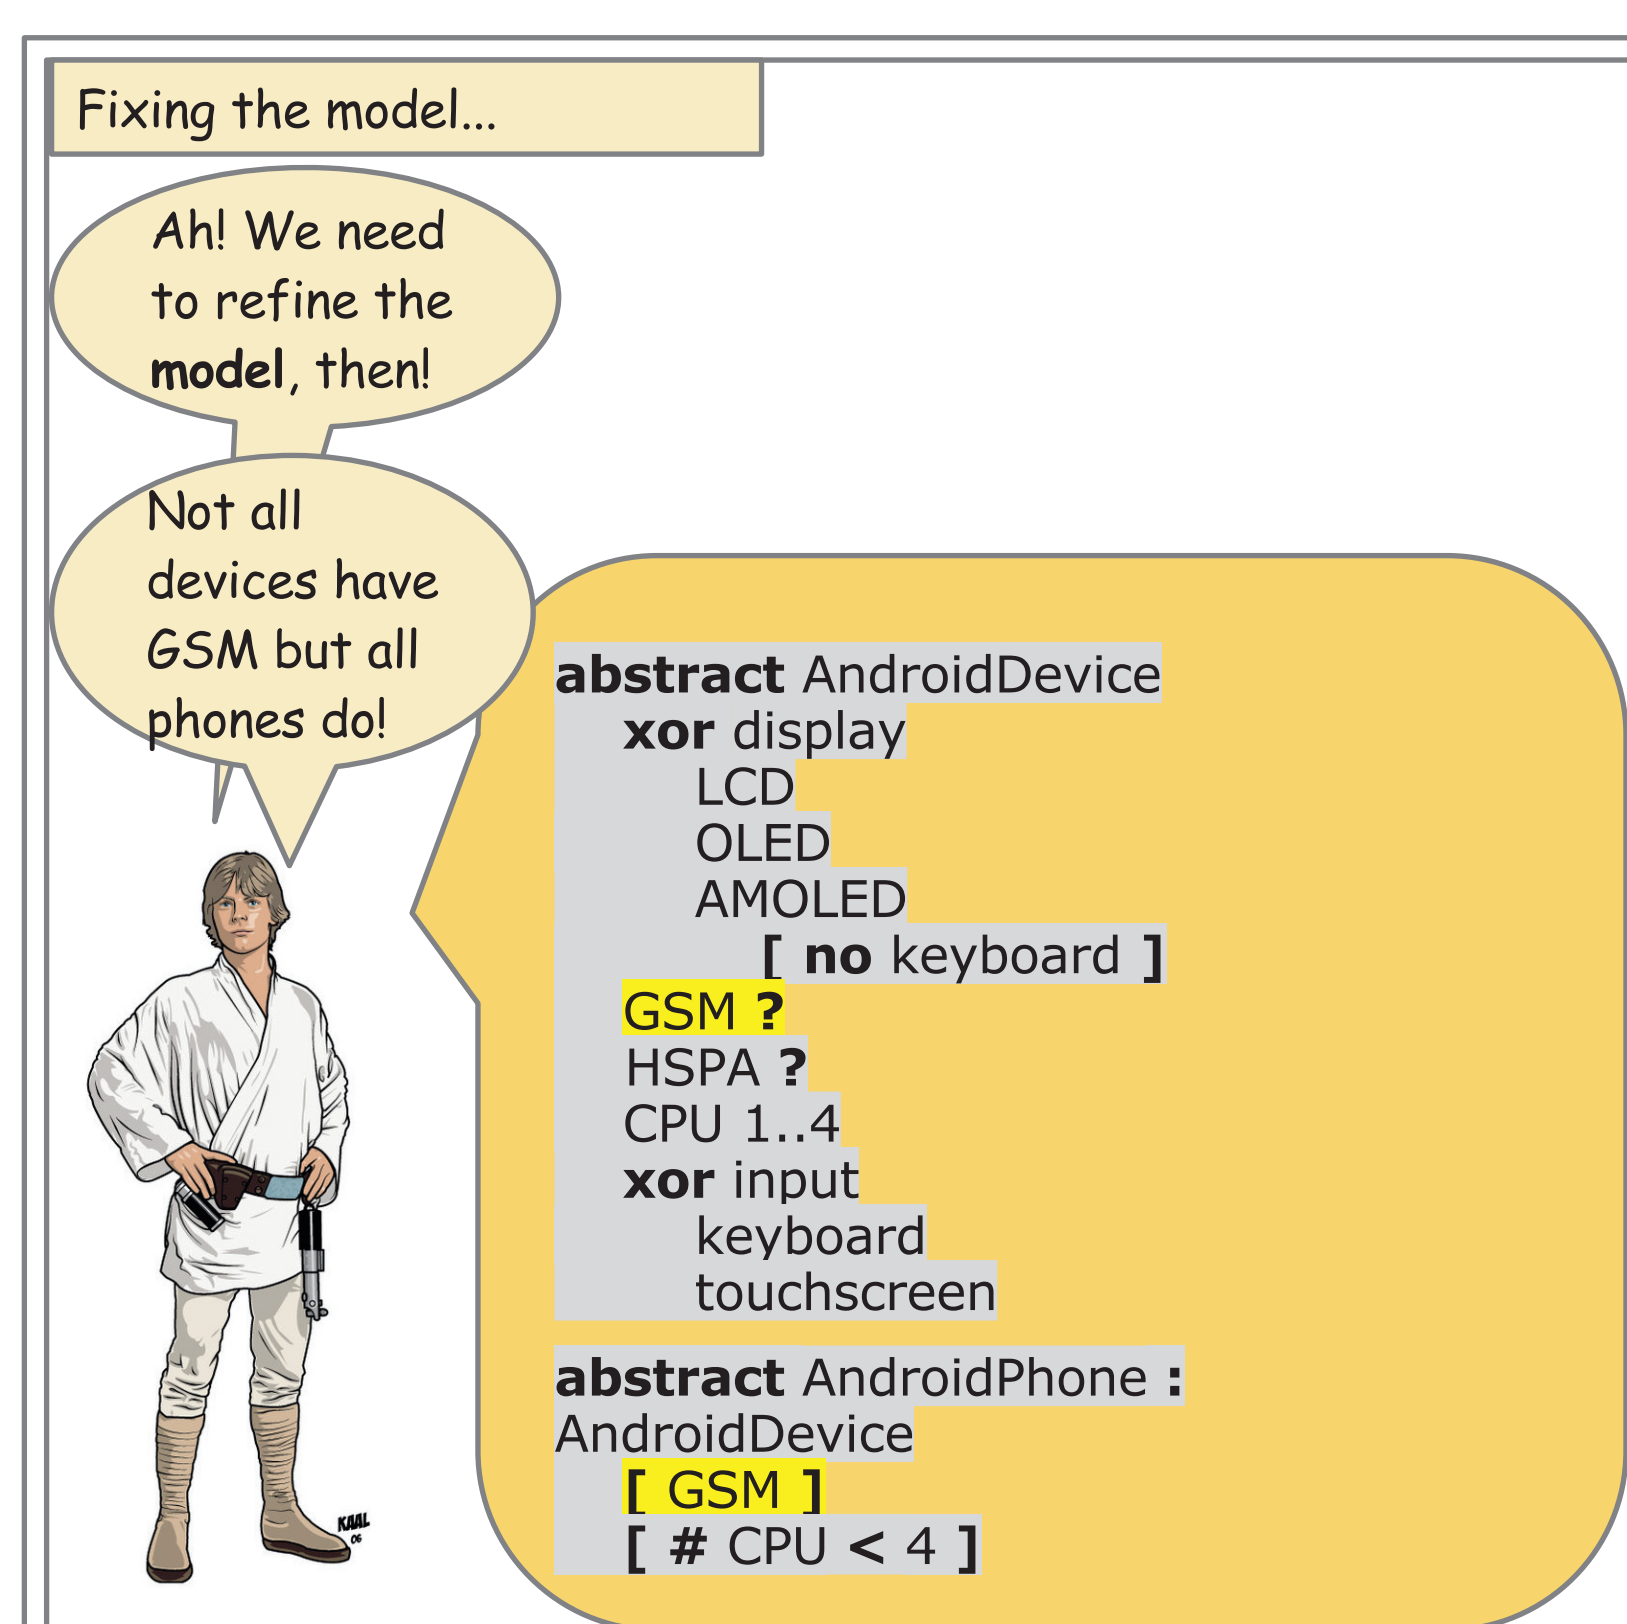 Fixing the model...
Ah! We need
to refine the
model, then!
Not all
devices have
GSM but all
phones do!
abstract AndroidDevice
xor display
LCD
OLED
AMOLED
[ no keyboard ]
GSM ?
HSPA ?
CPU 1..4
xor input
keyboard
touchscreen
abstract AndroidPhone :
AndroidDevice
[ GSM ]
[ # CPU < 4 ]
KAAL
06